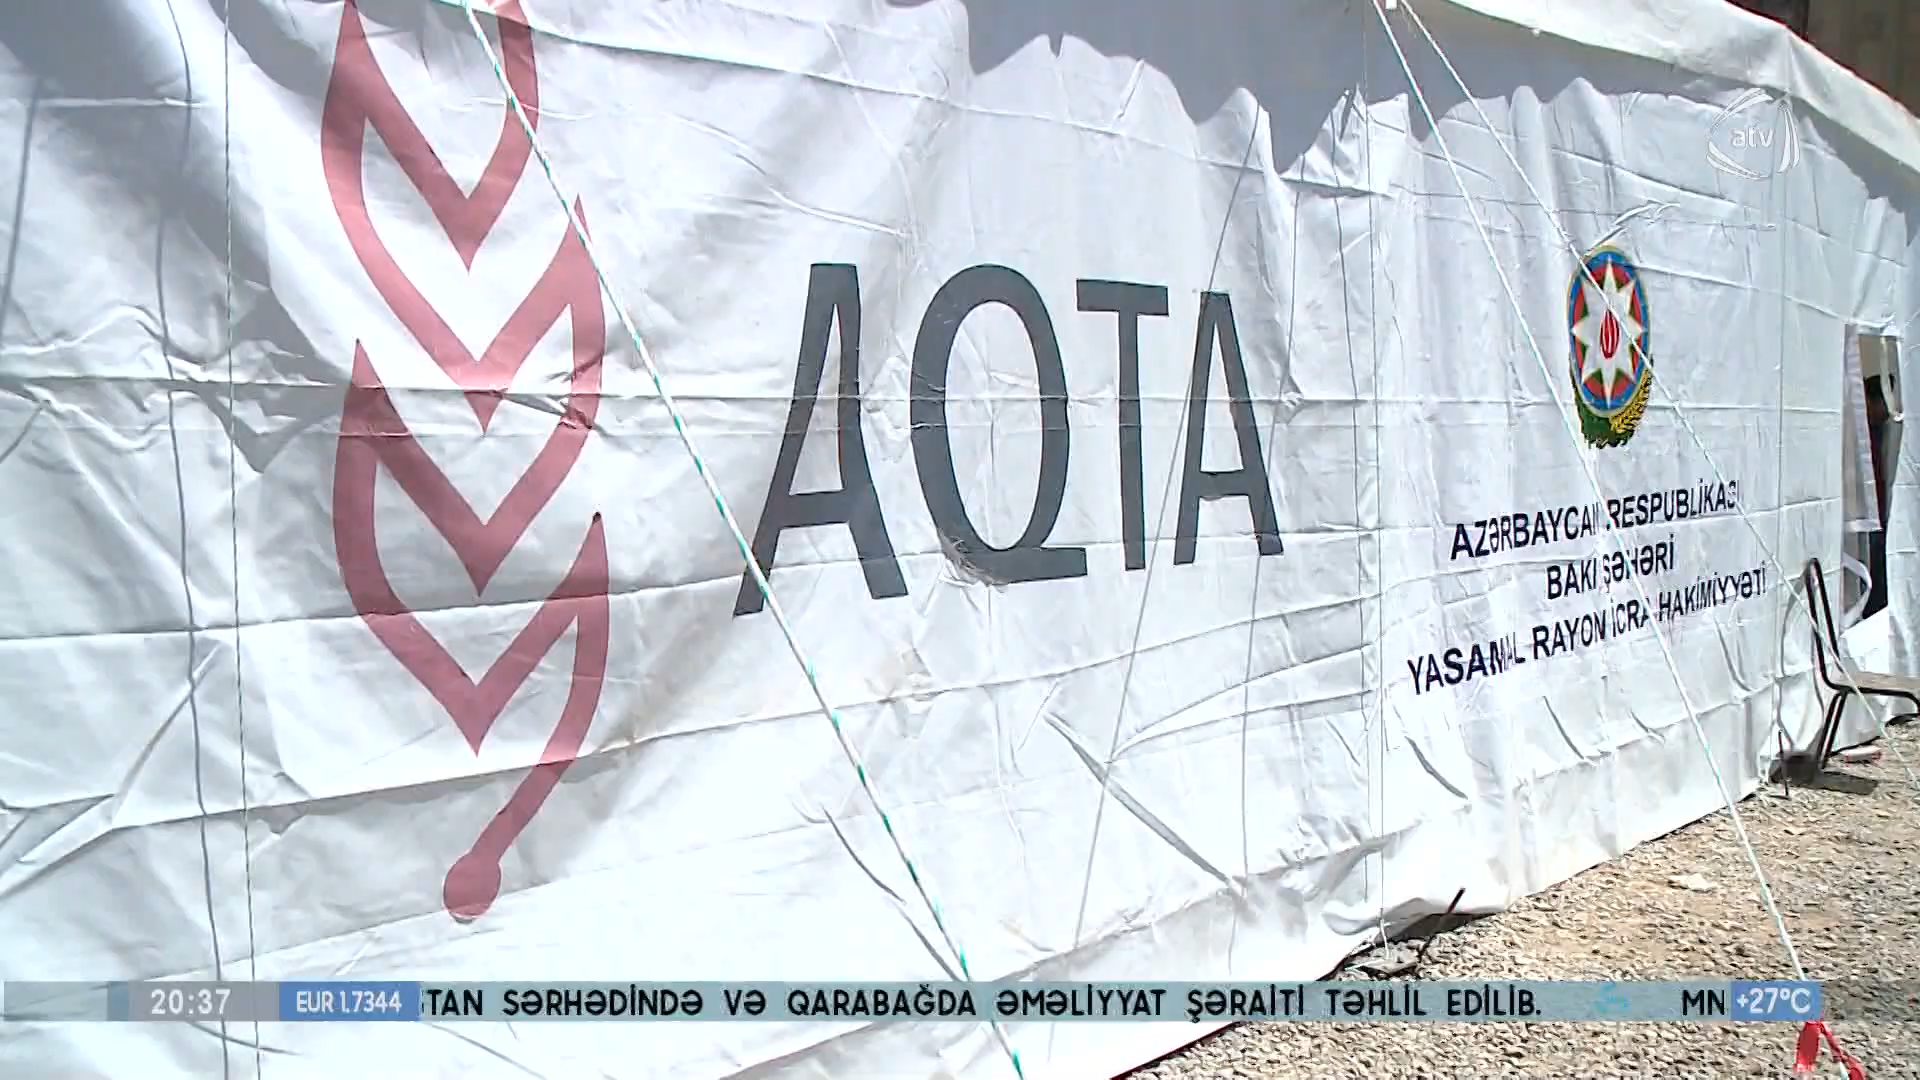 atv
AQTA
AZƏRBAYCAN RESPUBLİKASI
BAKI ŞƏHƏRİ
YASAMAL RAYON İCRA HAKİMİYYƏTİ
20:37 EUR 1.7344 STAN SƏRHƏDİNDƏ VƏ QARABAĞDA ƏMƏLİYYAT ŞƏRAİTİ TƏHLİL EDİLİB. MN +27°C